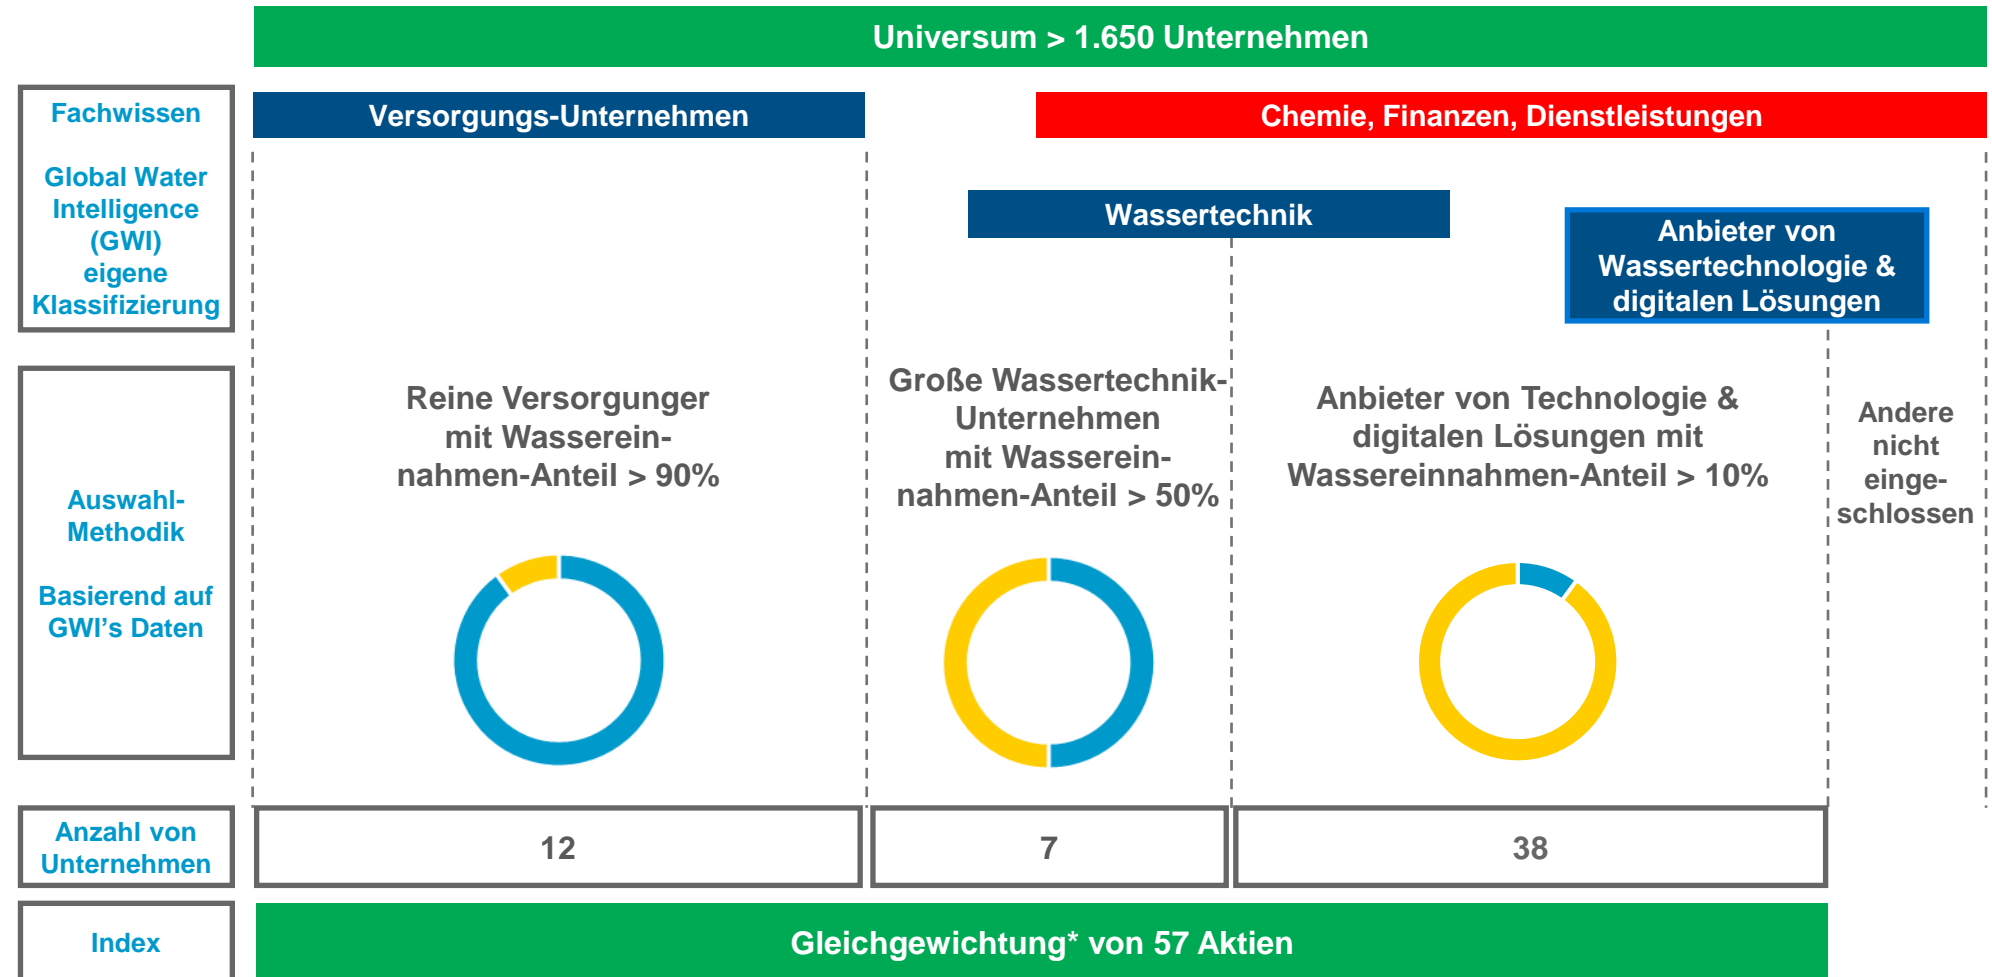 Universum > 1.650 Unternehmen
Fachwissen
Global Water
Intelligence
(GWI)
eigene
Klassifizierung
Versorgungs-Unternehmen
Chemie, Finanzen, Dienstleistungen
Wassertechnik
Anbieter von
Wassertechnologie &
digitalen Lösungen
Auswahl-
Methodik
Basierend auf
GWI's Daten
Reine Versorgunger
mit Wasserein-
nahmen-Anteil > 90%
Große Wassertechnik-
Unternehmen
mit Wasserein-
nahmen-Anteil > 50%
Anbieter von Technologie &
digitalen Lösungen mit
Wassereinnahmen-Anteil > 10%
Andere
nicht
einge-
schlossen
Anzahl von
Unternehmen
12
7
38
Index
Gleichgewichtung* von 57 Aktien